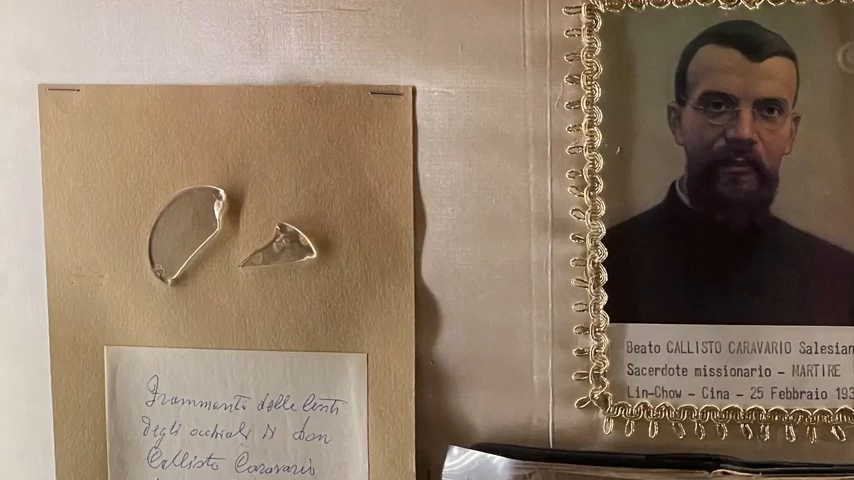 Frammenti delle lenti
degli occhiali di don
Callisto Caravario
Beato CALLISTO CARAVARIO Salesian
Sacerdote missionario - MARTIRE
Lin-Chow - Cina - 25 Febbraio 193